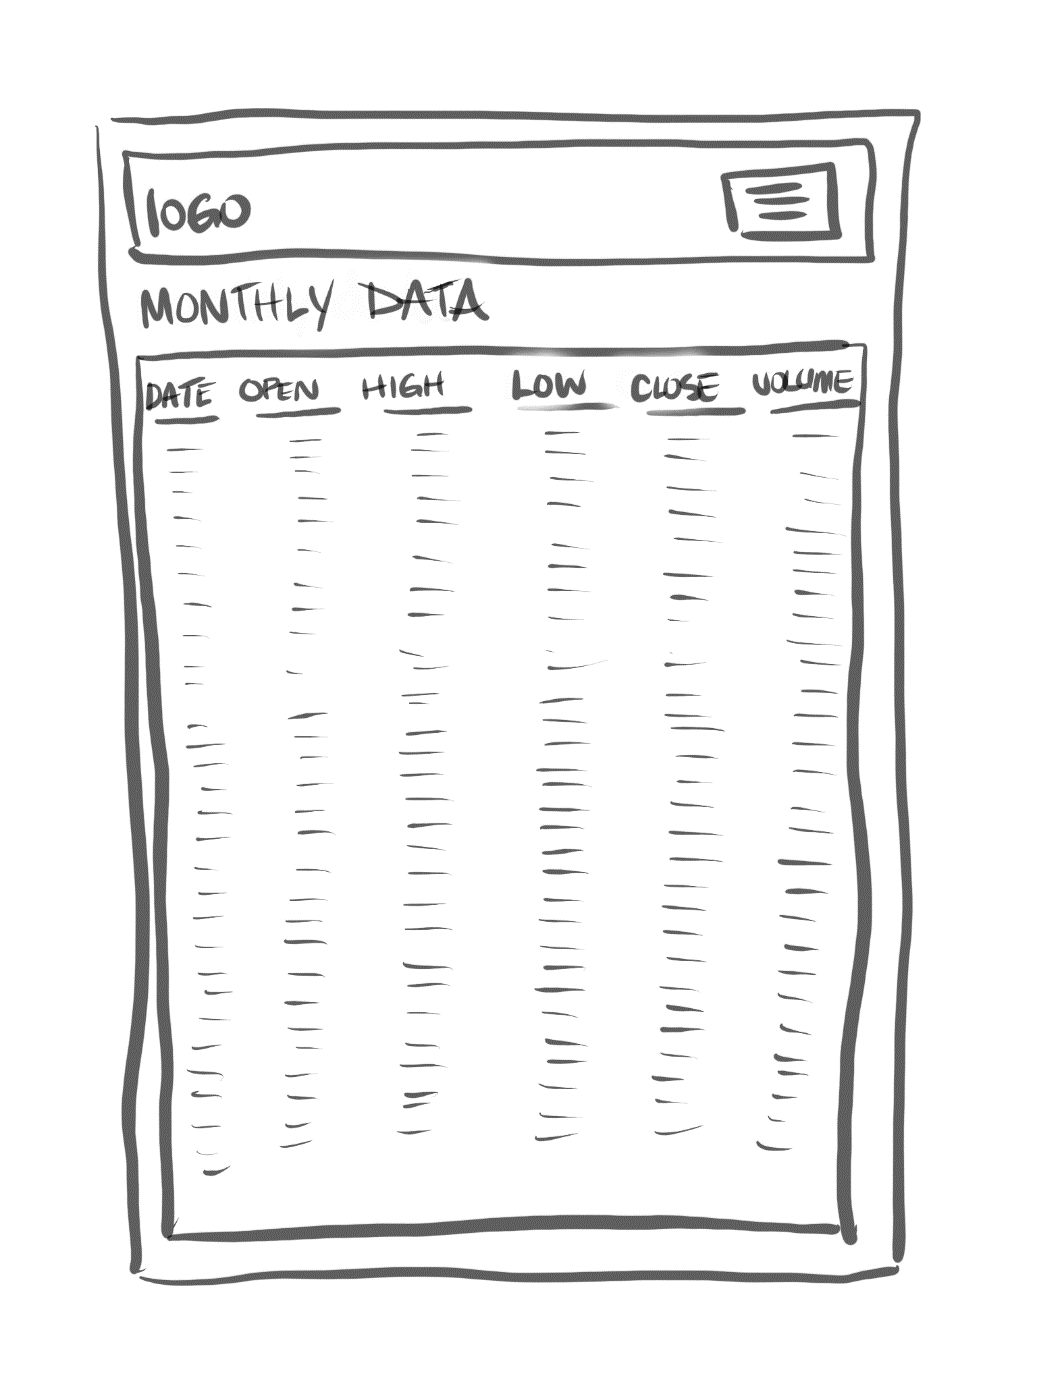 LOGO
MONTHLY DATA
DATE OPEN HIGH LOW CLOSE VOLUME